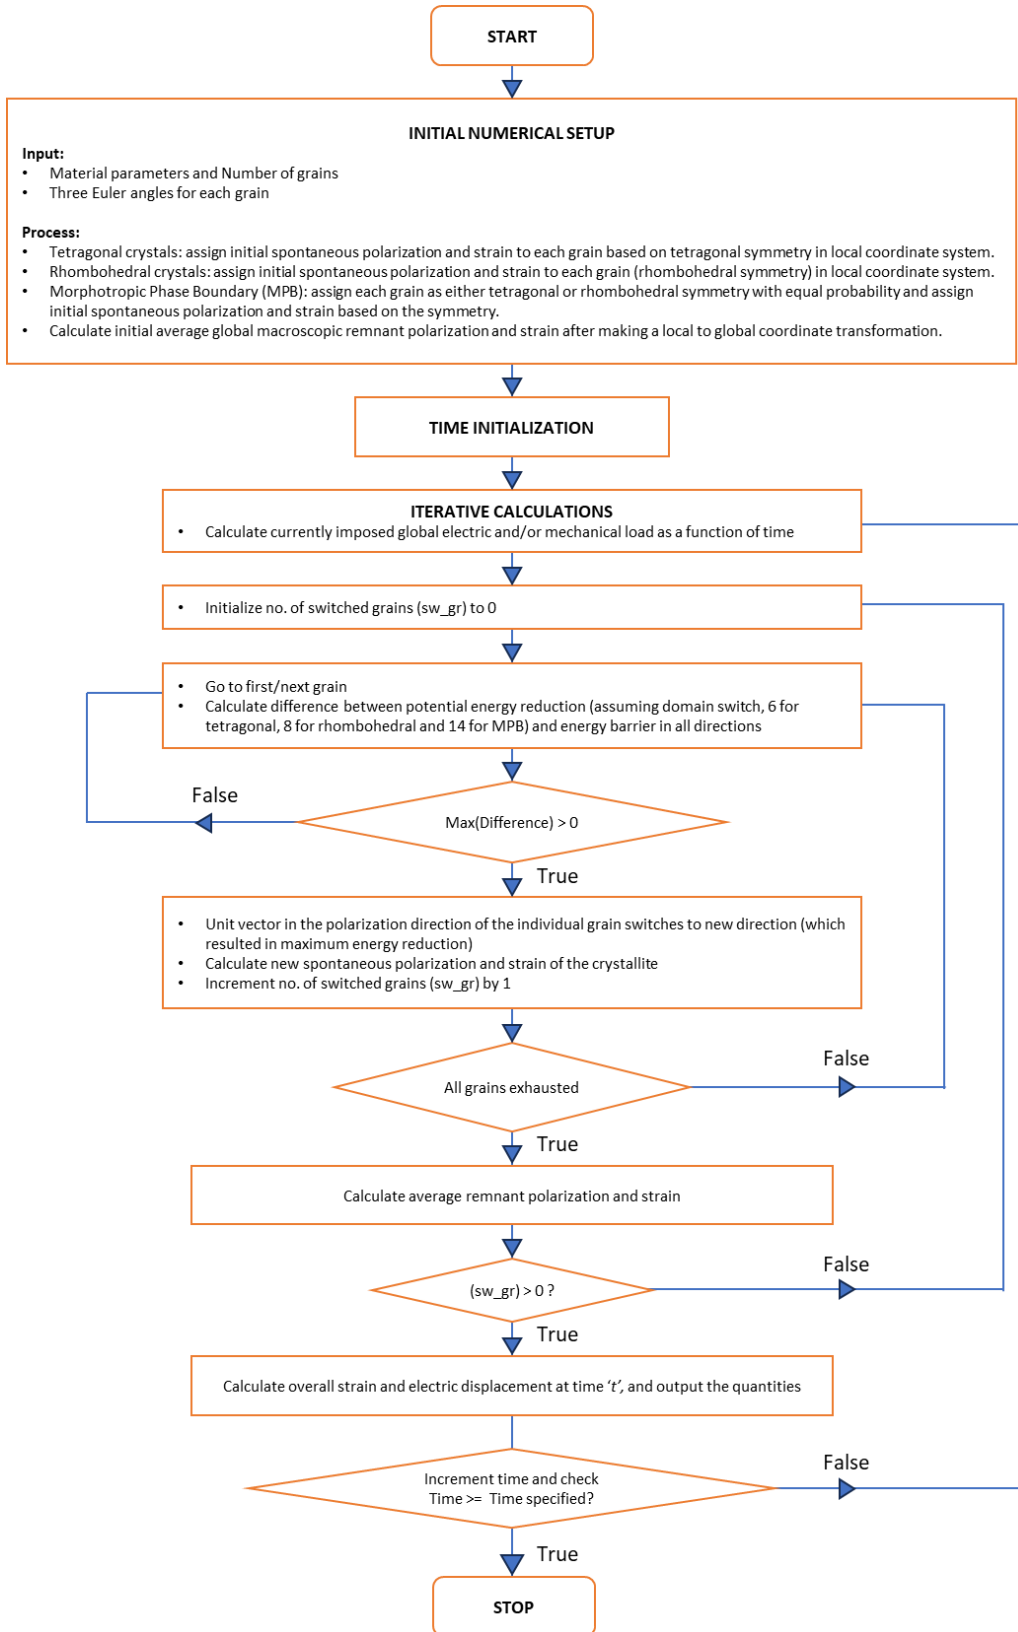 START
INITIAL NUMERICAL SETUP
Input:
• Material parameters and Number of grains
• Three Euler angles for each grain
Process:
• Tetragonal crystals: assign initial spontaneous polarization and strain to each grain based on tetragonal symmetry in local coordinate system.
• Rhombohedral crystals: assign initial spontaneous polarization and strain to each grain (rhombohedral symmetry) in local coordinate system.
• Morphotropic Phase Boundary (MPB): assign each grain as either tetragonal or rhombohedral symmetry with equal probability and assign
initial spontaneous polarization and strain based on the symmetry.
• Calculate initial average global macroscopic remnant polarization and strain after making a local to global coordinate transformation.
TIME INITIALIZATION
ITERATIVE CALCULATIONS
• Calculate currently imposed global electric and/or mechanical load as a function of time
• Initialize no. of switched grains (sw_gr) to 0
• Go to first/next grain
• Calculate difference between potential energy reduction (assuming domain switch, 6 for
tetragonal, 8 for rhombohedral and 14 for MPB) and energy barrier in all directions
False
Max(Difference) > 0
True
• Unit vector in the polarization direction of the individual grain switches to new direction (which
resulted in maximum energy reduction)
• Calculate new spontaneous polarization and strain of the crystallite
• Increment no. of switched grains (sw_gr) by 1
False
All grains exhausted
True
Calculate average remnant polarization and strain
False
(sw_gr) > 0 ?
True
Calculate overall strain and electric displacement at time ‘t’, and output the quantities
False
Increment time and check
Time >= Time specified?
True
STOP